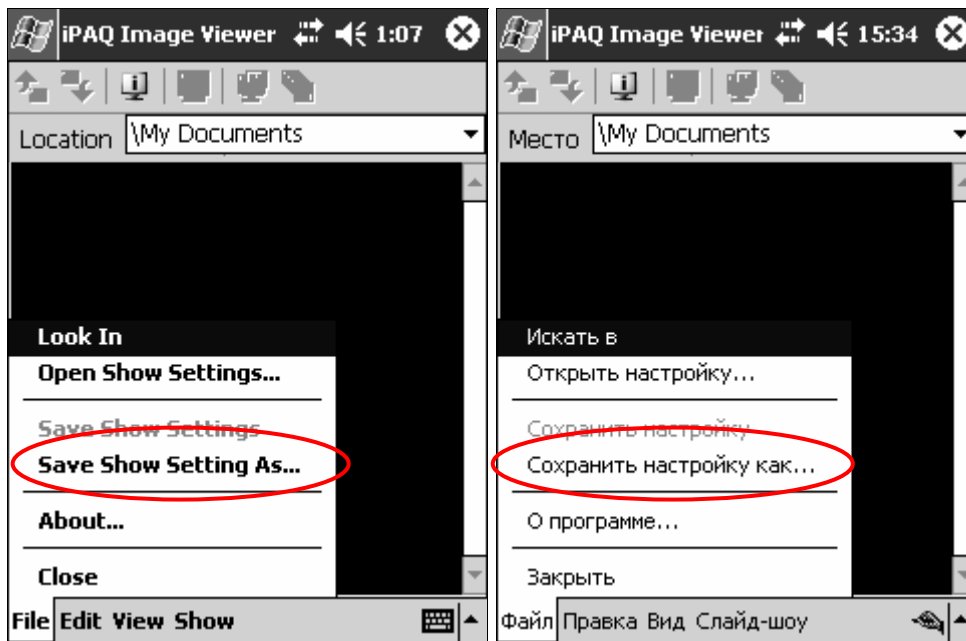 iPAQ Image Viewer 1:07
Location \My Documents
Look In
Open Show Settings...
Save Show Settings
Save Show Setting As...
About...
Close
File Edit View Show
iPAQ Image Viewer 15:34
Место \My Documents
Искать в
Открыть настройку...
Сохранить настройку
Сохранить настройку как...
О программе...
Закрыть
Файл Правка Вид Слайд-шоу